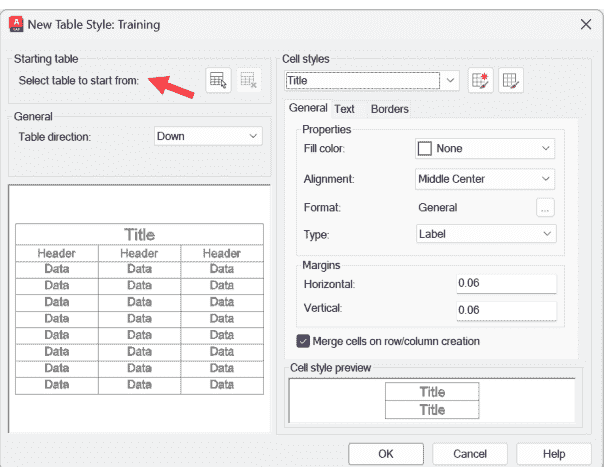 A
CAD
New Table Style: Training
Starting table
Select table to start from:
General
Table direction:
Down
Title
Header Header Header
Data Data Data
Data Data Data
Data Data Data
Data Data Data
Data Data Data
Data Data Data
Data Data Data
Data Data Data
Cell styles
Title
General Text Borders
Properties
Fill color:
None
Alignment:
Middle Center
Format:
General
...
Type:
Label
Margins
Horizontal:
0.06
Vertical:
0.06
Merge cells on row/column creation
Cell style preview
Title
Title
OK
Cancel
Help